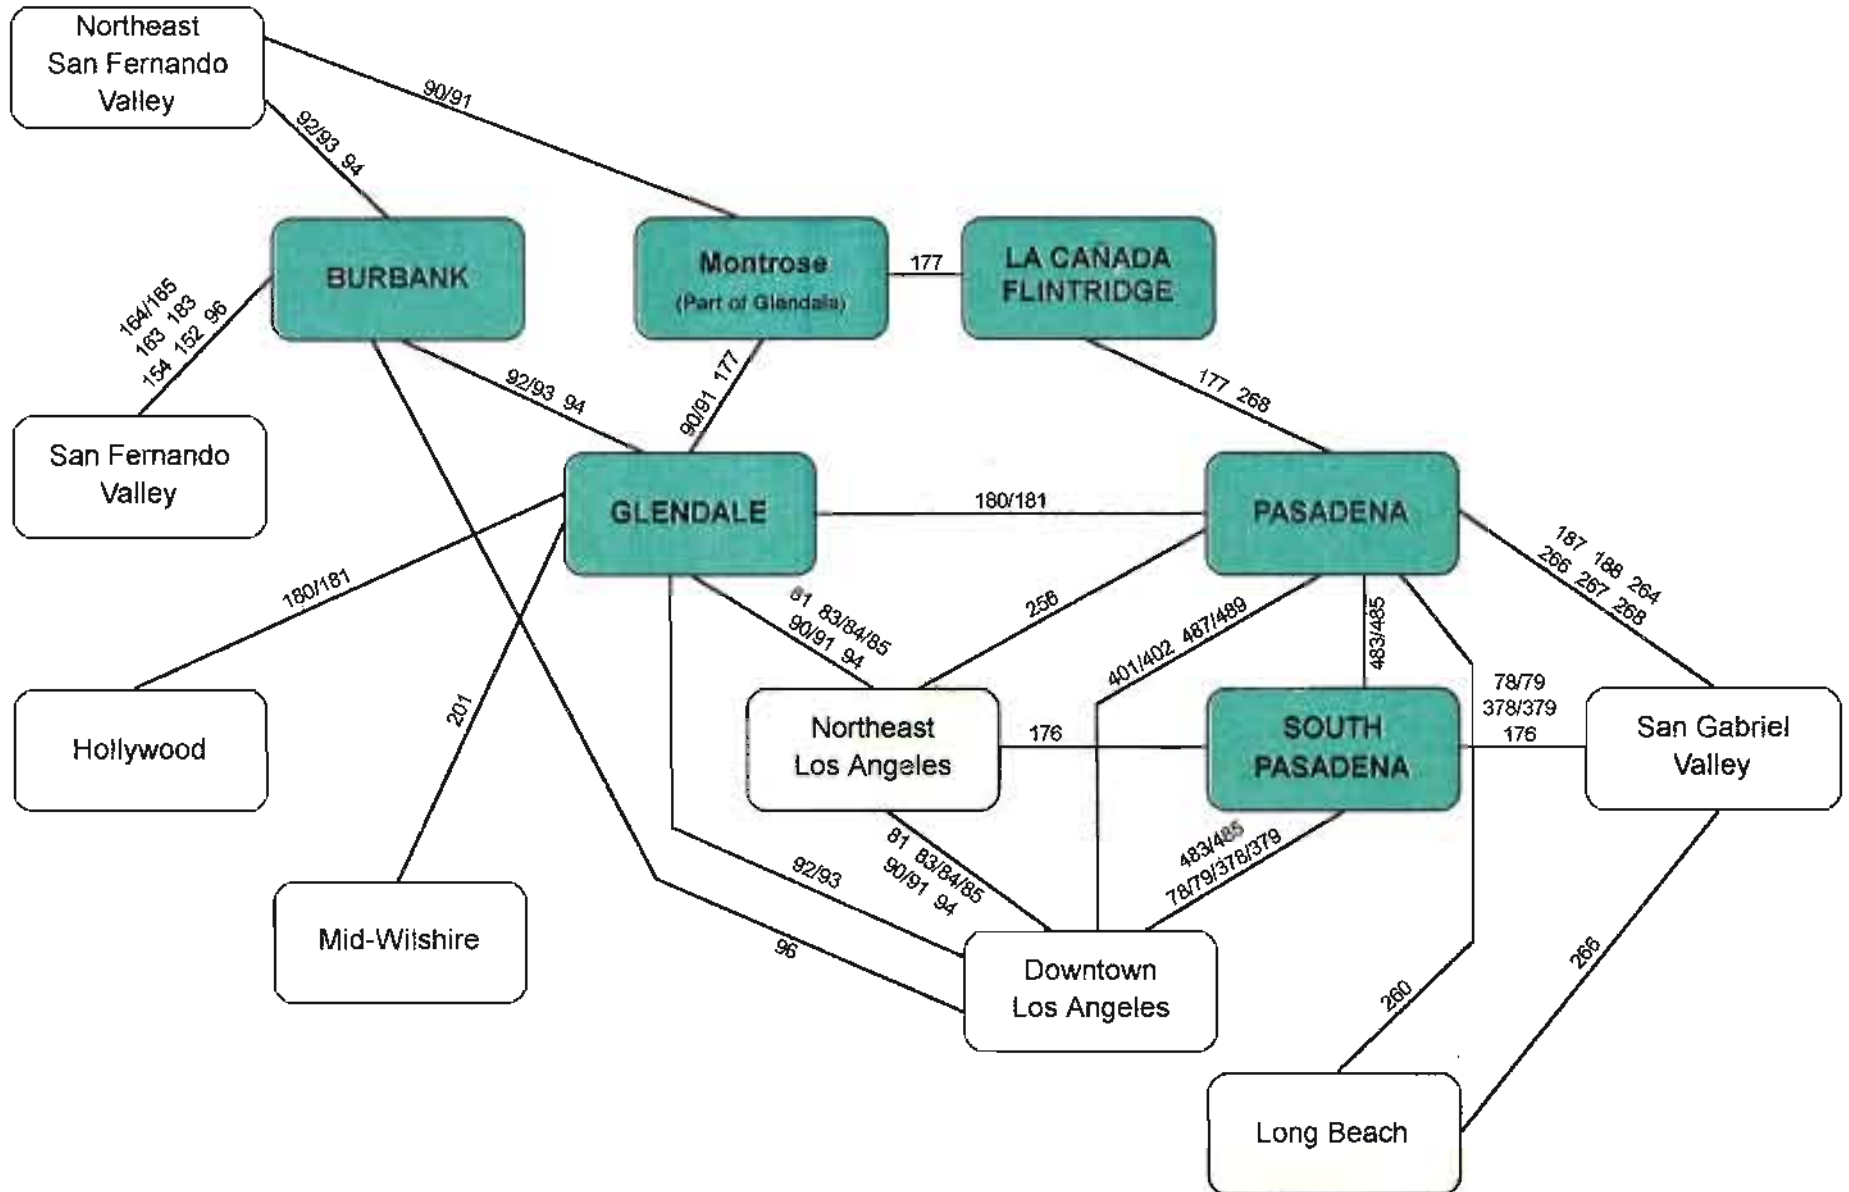 Northeast
San Fernando
Valley
90/91
92/93 94
BURBANK
Montrose
(Part of Glendale)
177
LA CAÑADA
FLINTRIDGE
164/165
163 183
154 152 96
92/93 94
90/91 177
177 268
San Fernando
Valley
GLENDALE
180/181
PASADENA
187 188 264
266 267 268
180/181
81 83/84/85
90/91 94
256
401/402 487/489
483/485
201
Hollywood
Northeast
Los Angeles
176
SOUTH
PASADENA
78/79
378/379
176
San Gabriel
Valley
81 83/84/85
90/91 94
483/485
78/79/378/379
92/93
96
Mid-Wilshire
Downtown
Los Angeles
260
266
Long Beach